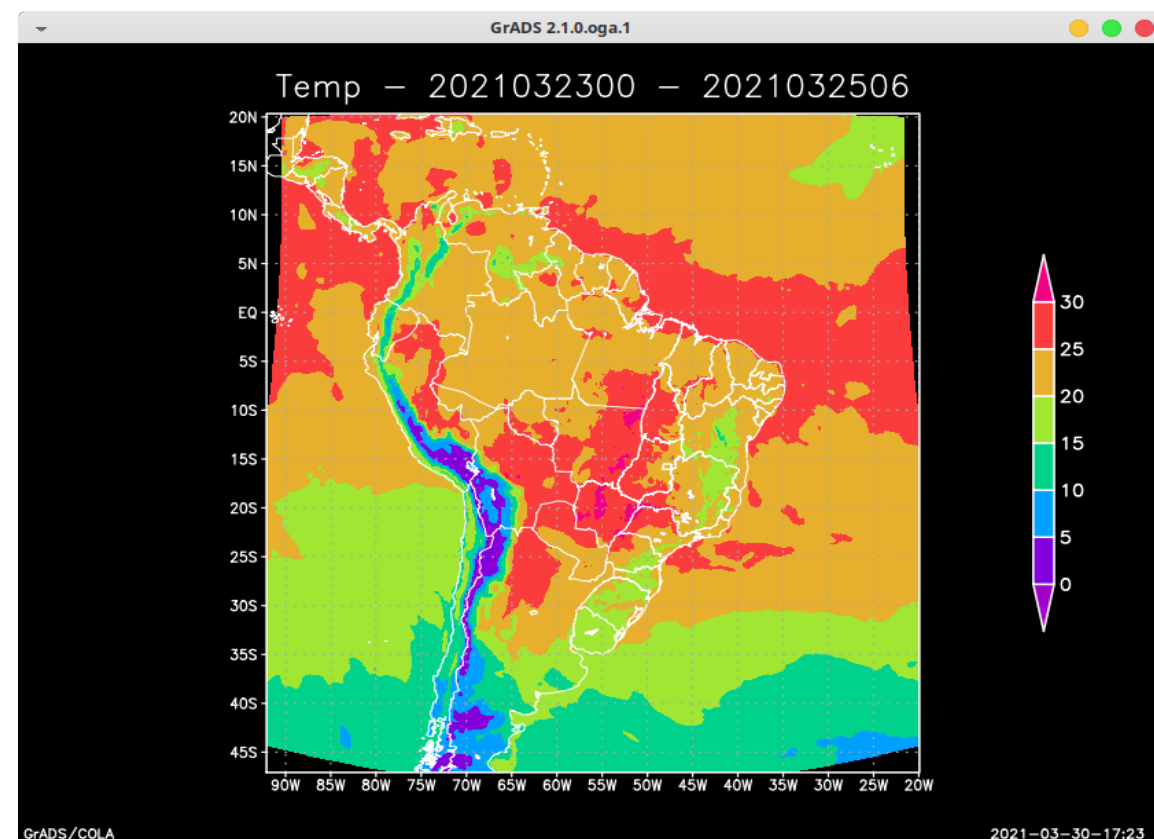 GrADS 2.1.0.oga.1
Temp – 2021032300 – 2021032506
20N
15N
10N
5N
EQ
5S
10S
15S
20S
25S
30S
35S
40S
45S
90W 85W 80W 75W 70W 65W 60W 55W 50W 45W 40W 35W 30W 25W 20W
30
25
20
15
10
5
0
GrADS/COLA
2021–03–30–17:23